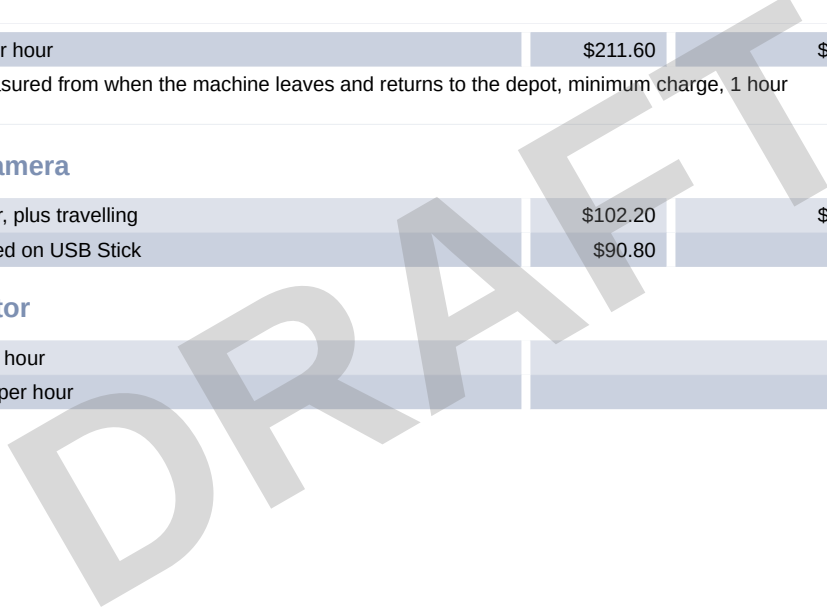 r hour $211.60 $
sured from when the machine leaves and returns to the depot, minimum charge, 1 hour
amera
r, plus travelling $102.20 $
ed on USB Stick $90.80
tor
hour
per hour
DRAFT